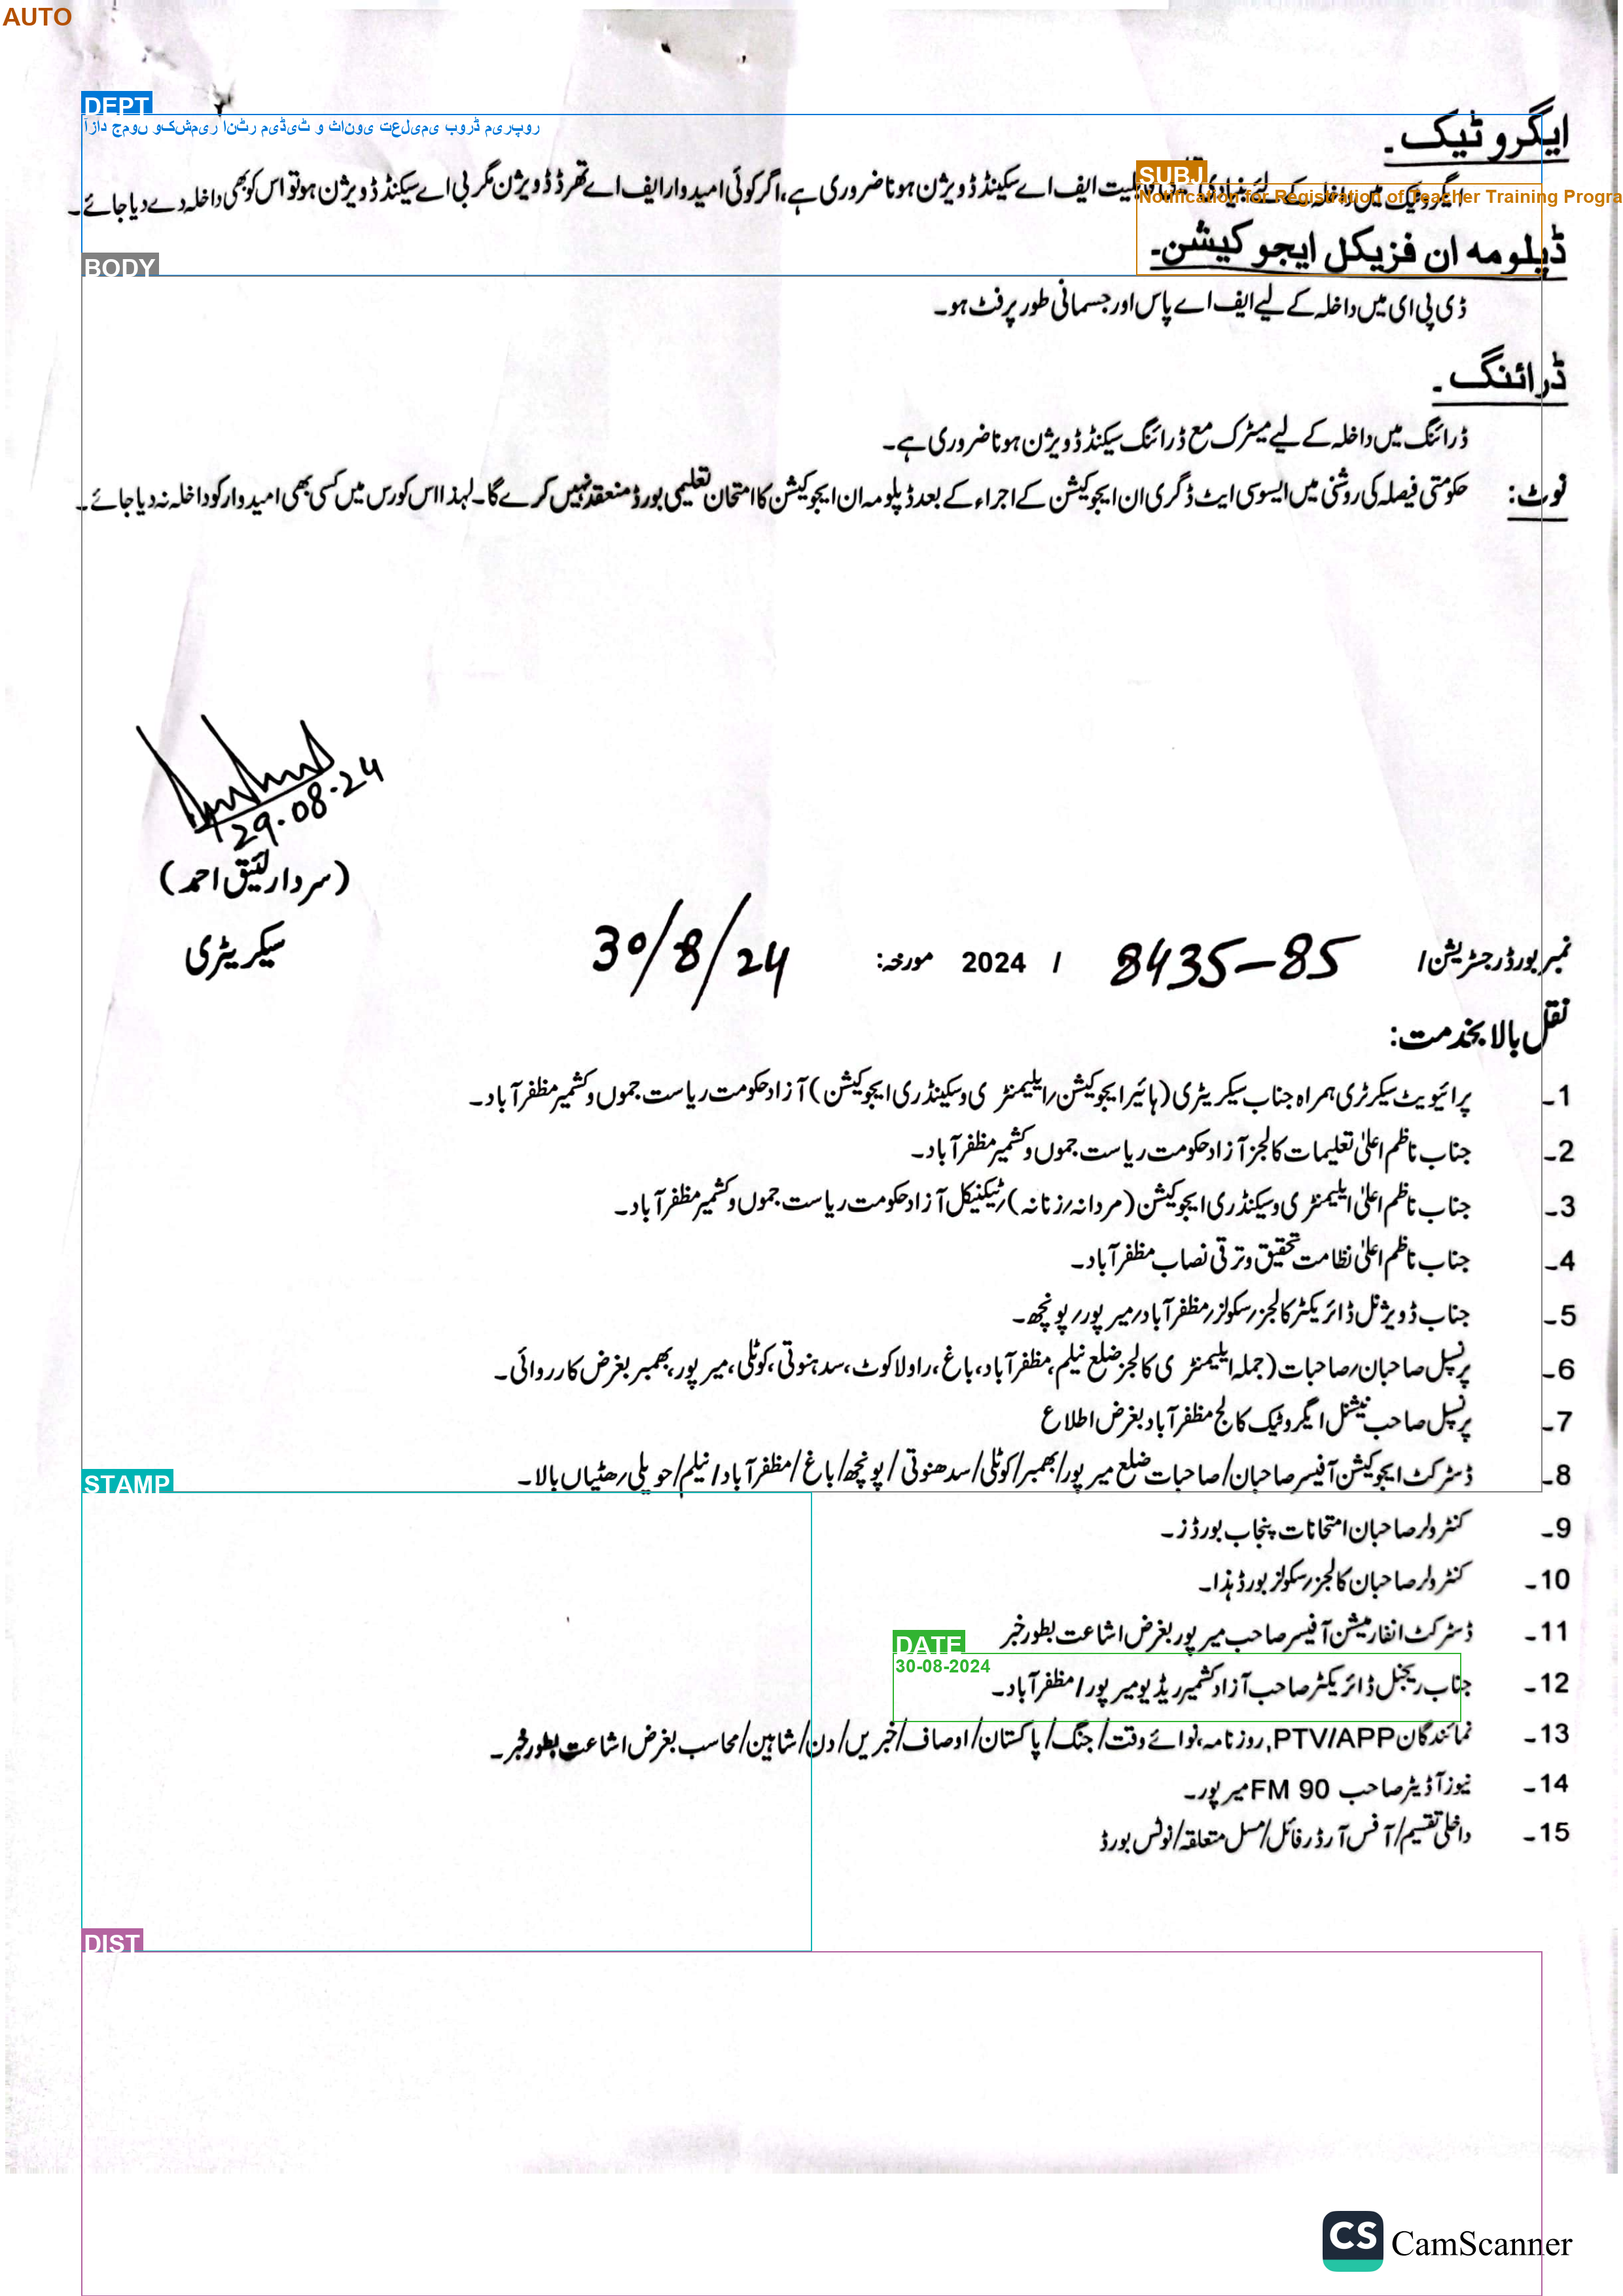 AUTO
DEPT
آزاد جموں وکشمیر انٹر میڈیٹ و ثانوی تعلیمی بورڈ میرپور
ایگرو ٹیک۔
SUBJ
Notification for Registration of Teacher Training Progra
ایگروٹیک میں داخلہ کے لئے بنیادی ایف اے سیکنڈ ڈویژن ہونا ضروری ہے، اگر کوئی امیدوار ایف اے تھرڈ ڈویژن مگر بی اے سیکنڈ ڈویژن ہو تو اس کو بھی داخلہ دے دیا جائے۔
ڈپلومہ ان فزیکل ایجوکیشن۔
BODY
ڈی پی ای میں داخلہ کے لیے ایف اے پاس اور جسمانی طور پر فٹ ہو۔
ڈرائنگ۔
ڈرائنگ میں داخلہ کے لیے میٹرک مع ڈرائنگ سیکنڈ ڈویژن ہونا ضروری ہے۔
نوٹ: حکومتی فیصلہ کی روشنی میں ایسوسی ایٹ ڈگری ان ایجوکیشن کے اجراء کے بعد ڈپلومہ ان ایجوکیشن کا امتحان تعلیمی بورڈ منعقد نہیں کرے گا۔ لہذا اس کورس میں کسی بھی امیدوار کو داخلہ نہ دیا جائے۔
29-08-24
(سردار لئیق احمد)
سیکریٹری
نمبر بورڈ رجسٹریشن/ 8435-85 / 2024 مورخہ: 30/8/24
نقل بالا بخدمت:
1۔ پرائیویٹ سیکرٹری ہمراہ جناب سیکریٹری (ہائیر ایجوکیشن/ایلیمنٹری و سیکینڈری ایجوکیشن) آزاد حکومت ریاست جموں و کشمیر مظفرآباد۔
2۔ جناب ناظم اعلیٰ تعلیمات کالجز آزاد حکومت ریاست جموں و کشمیر مظفرآباد۔
3۔ جناب ناظم اعلیٰ ایلیمنٹری و سیکنڈری ایجوکیشن (مردانہ/زنانہ)/ٹیکنیکل آزاد حکومت ریاست جموں و کشمیر مظفرآباد۔
4۔ جناب ناظم اعلیٰ نظامت تحقیق و ترقی نصاب مظفرآباد۔
5۔ جناب ڈویژنل ڈائریکٹر کالجز/سکولز/مظفرآباد/میرپور/پونچھ۔
6۔ پرنسپل صاحبان/صاحبات (جملہ ایلیمنٹری کالجز ضلع نیلم، مظفرآباد، باغ، راولاکوٹ، سدہنوتی، کوٹلی، میرپور، بھمبر بغرض کارروائی۔
7۔ پرنسپل صاحب نیشنل ایگروٹیک کالج مظفرآباد بغرض اطلاع
8۔ ڈسٹرکٹ ایجوکیشن آفیسر صاحبان/صاحبات ضلع میرپور/بھمبر/کوٹلی/سدھنوتی/پونچھ/باغ/مظفرآباد/نیلم/حویلی/ھٹیاں بالا۔
STAMP
9۔ کنٹرولر صاحبان امتحانات پنجاب بورڈز۔
10۔ کنٹرولر صاحبان کالجز/سکولز بورڈ ہذا۔
11۔ ڈسٹرکٹ انفارمیشن آفیسر صاحب میرپور بغرض اشاعت بطور خبر
DATE
30-08-2024
12۔ جناب ریجنل ڈائریکٹر صاحب آزاد کشمیر ریڈیو میرپور/مظفرآباد۔
13۔ نمائندگان PTV/APP, روزنامہ، نوائے وقت/جنگ/پاکستان/اوصاف/خبریں/دن/شاہین/محاسب بغرض اشاعت بطور خبر۔
14۔ نیوز آڈیٹر صاحب FM 90 میرپور۔
15۔ داخلی تقسیم/آفس آرڈر فائل/مسل متعلقہ/نوٹس بورڈ
DIST
CS CamScanner